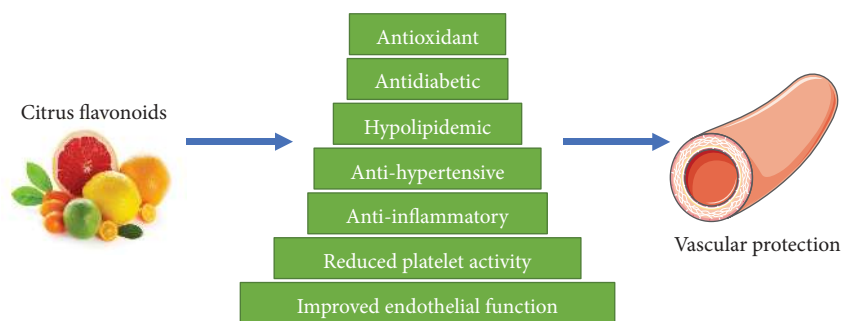 Citrus flavonoids
Antioxidant
Antidiabetic
Hypolipidemic
Anti-hypertensive
Anti-inflammatory
Reduced platelet activity
Improved endothelial function
Vascular protection